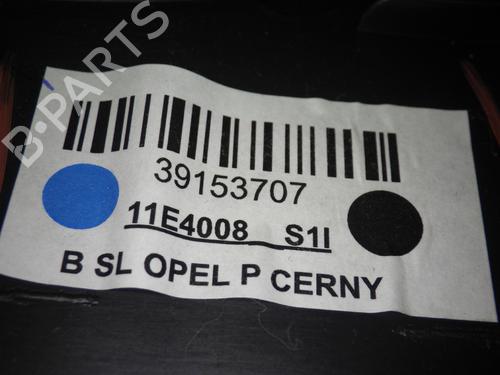 B-PARTS
39153707
11E4008 S1I
B SL OPEL P CERNY